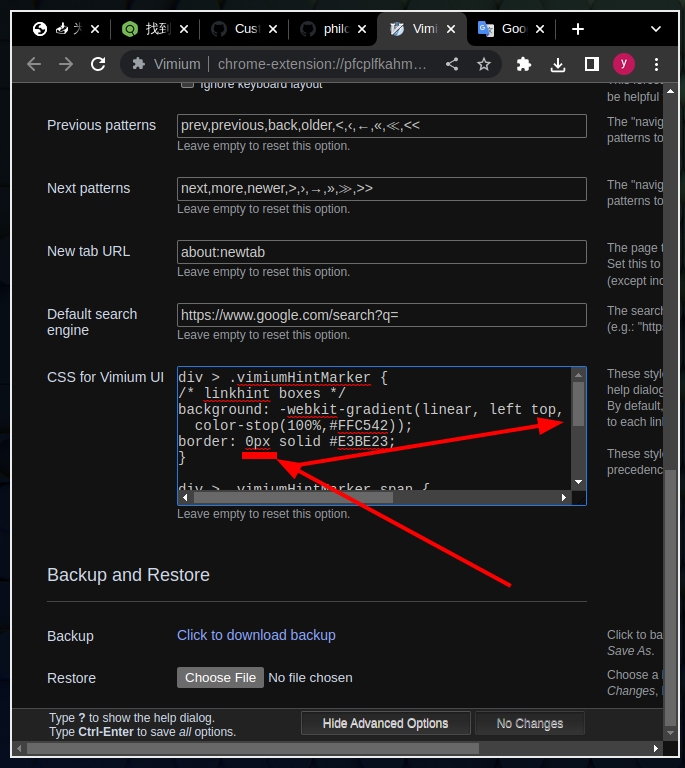 为
找到
Cust
philc
Vimi
Goo
Vimium | chrome-extension://pfcplfkahm...
y
Ignore keyboard layout
be helpful
Previous patterns
prev,previous,back,older,<,‹,←,«,≪,<<
Leave empty to reset this option.
The "navig
patterns to
Next patterns
next,more,newer,>,›,→,»,≫,>>
Leave empty to reset this option.
The "navig
patterns to
New tab URL
about:newtab
Leave empty to reset this option.
The page t
Set this to
(except inc
Default search
engine
https://www.google.com/search?q=
Leave empty to reset this option.
The search
(e.g.: "http
CSS for Vimium UI
div > .vimiumHintMarker {
/* linkhint boxes */
background: -webkit-gradient(linear, left top,
color-stop(100%,#FFC542));
border: 0px solid #E3BE23;
}
div > .vimiumHintMarker span {
Leave empty to reset this option.
These style
help dialog
By default,
to each link
These style
precedenc
Backup and Restore
Backup
Click to download backup
Click to ba
Save As.
Restore
Choose File No file chosen
Choose a b
Changes,
Type ? to show the help dialog.
Type Ctrl-Enter to save all options.
Hide Advanced Options
No Changes